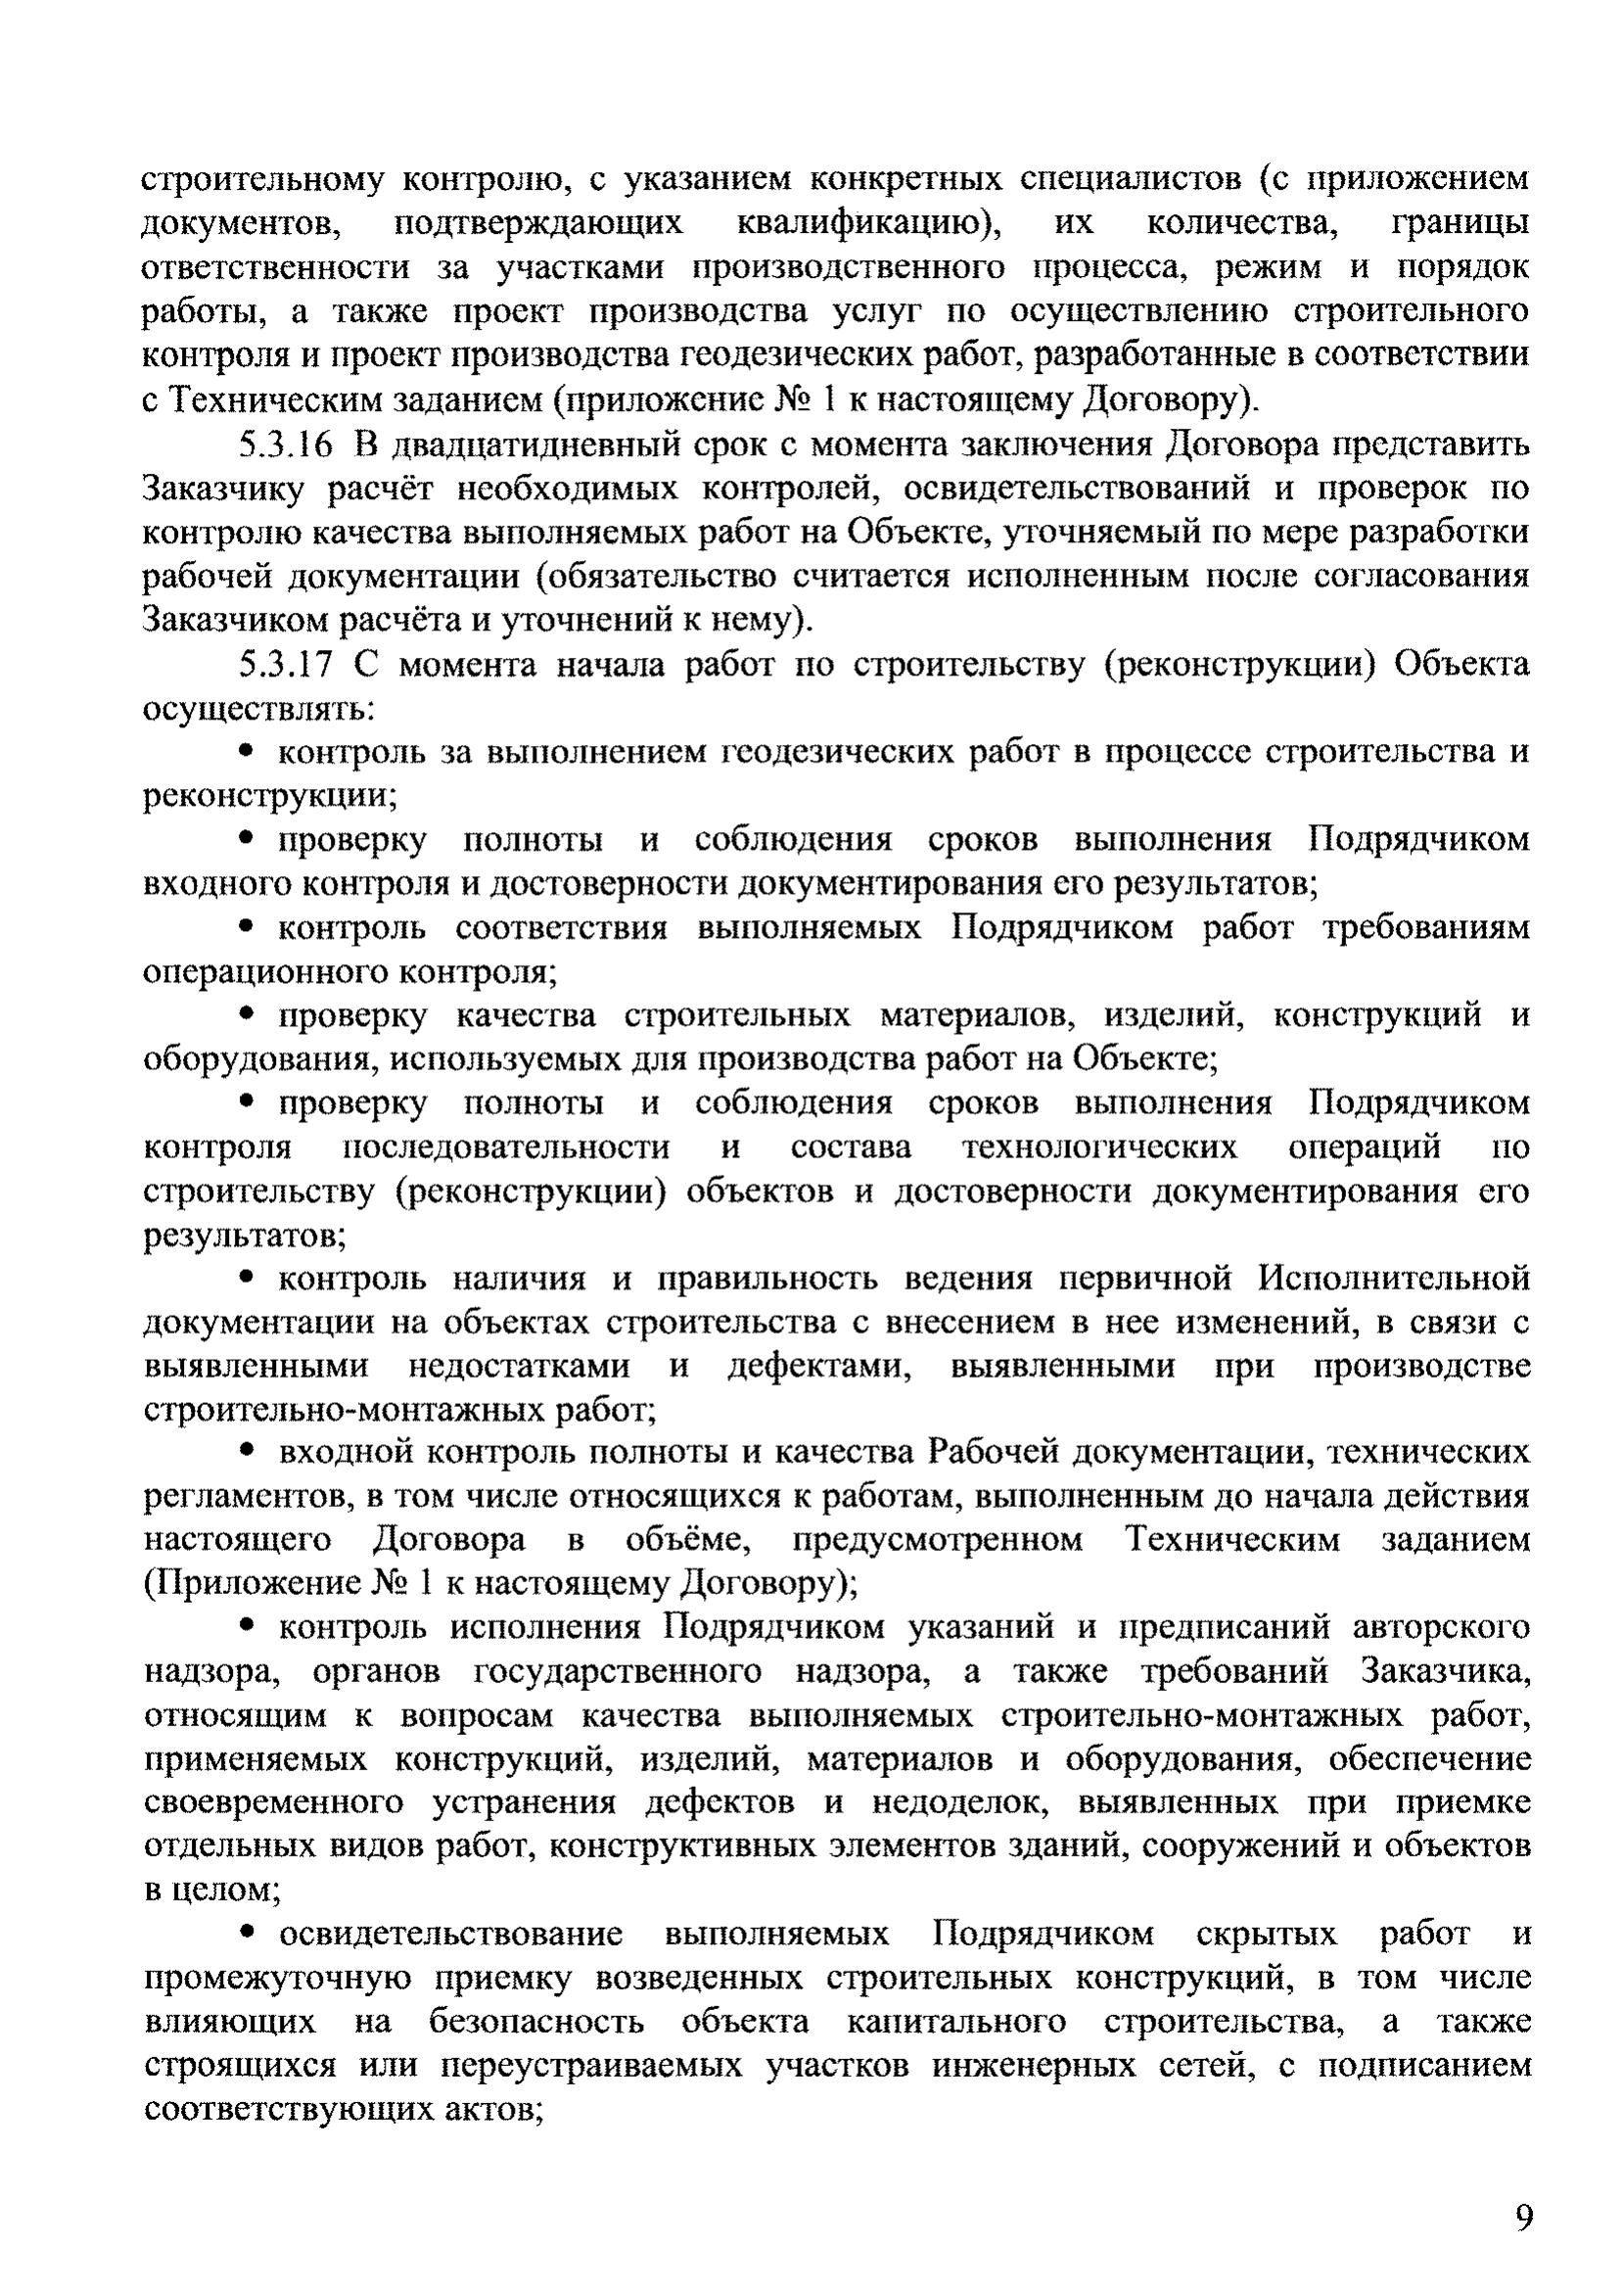 строительному контролю, с указанием конкретных специалистов (с приложением
документов, подтверждающих квалификацию), их количества, границы
ответственности за участками производственного процесса, режим и порядок
работы, а также проект производства услуг по осуществлению строительного
контроля и проект производства геодезических работ, разработанные в соответствии
с Техническим заданием (приложение № 1 к настоящему Договору).
5.3.16 В двадцатидневный срок с момента заключения Договора представить
Заказчику расчёт необходимых контролей, освидетельствований и проверок по
контролю качества выполняемых работ на Объекте, уточняемый по мере разработки
рабочей документации (обязательство считается исполненным после согласования
Заказчиком расчёта и уточнений к нему).
5.3.17 С момента начала работ по строительству (реконструкции) Объекта
осуществлять:
• контроль за выполнением геодезических работ в процессе строительства и
реконструкции;
• проверку полноты и соблюдения сроков выполнения Подрядчиком
входного контроля и достоверности документирования его результатов;
• контроль соответствия выполняемых Подрядчиком работ требованиям
операционного контроля;
• проверку качества строительных материалов, изделий, конструкций и
оборудования, используемых для производства работ на Объекте;
• проверку полноты и соблюдения сроков выполнения Подрядчиком
контроля последовательности и состава технологических операций по
строительству (реконструкции) объектов и достоверности документирования его
результатов;
• контроль наличия и правильность ведения первичной Исполнительной
документации на объектах строительства с внесением в нее изменений, в связи с
выявленными недостатками и дефектами, выявленными при производстве
строительно-монтажных работ;
• входной контроль полноты и качества Рабочей документации, технических
регламентов, в том числе относящихся к работам, выполненным до начала действия
настоящего Договора в объёме, предусмотренном Техническим заданием
(Приложение № 1 к настоящему Договору);
• контроль исполнения Подрядчиком указаний и предписаний авторского
надзора, органов государственного надзора, а также требований Заказчика,
относящим к вопросам качества выполняемых строительно-монтажных работ,
применяемых конструкций, изделий, материалов и оборудования, обеспечение
своевременного устранения дефектов и недоделок, выявленных при приемке
отдельных видов работ, конструктивных элементов зданий, сооружений и объектов
в целом;
• освидетельствование выполняемых Подрядчиком скрытых работ и
промежуточную приемку возведенных строительных конструкций, в том числе
влияющих на безопасность объекта капитального строительства, а также
строящихся или переустраиваемых участков инженерных сетей, с подписанием
соответствующих актов;
9